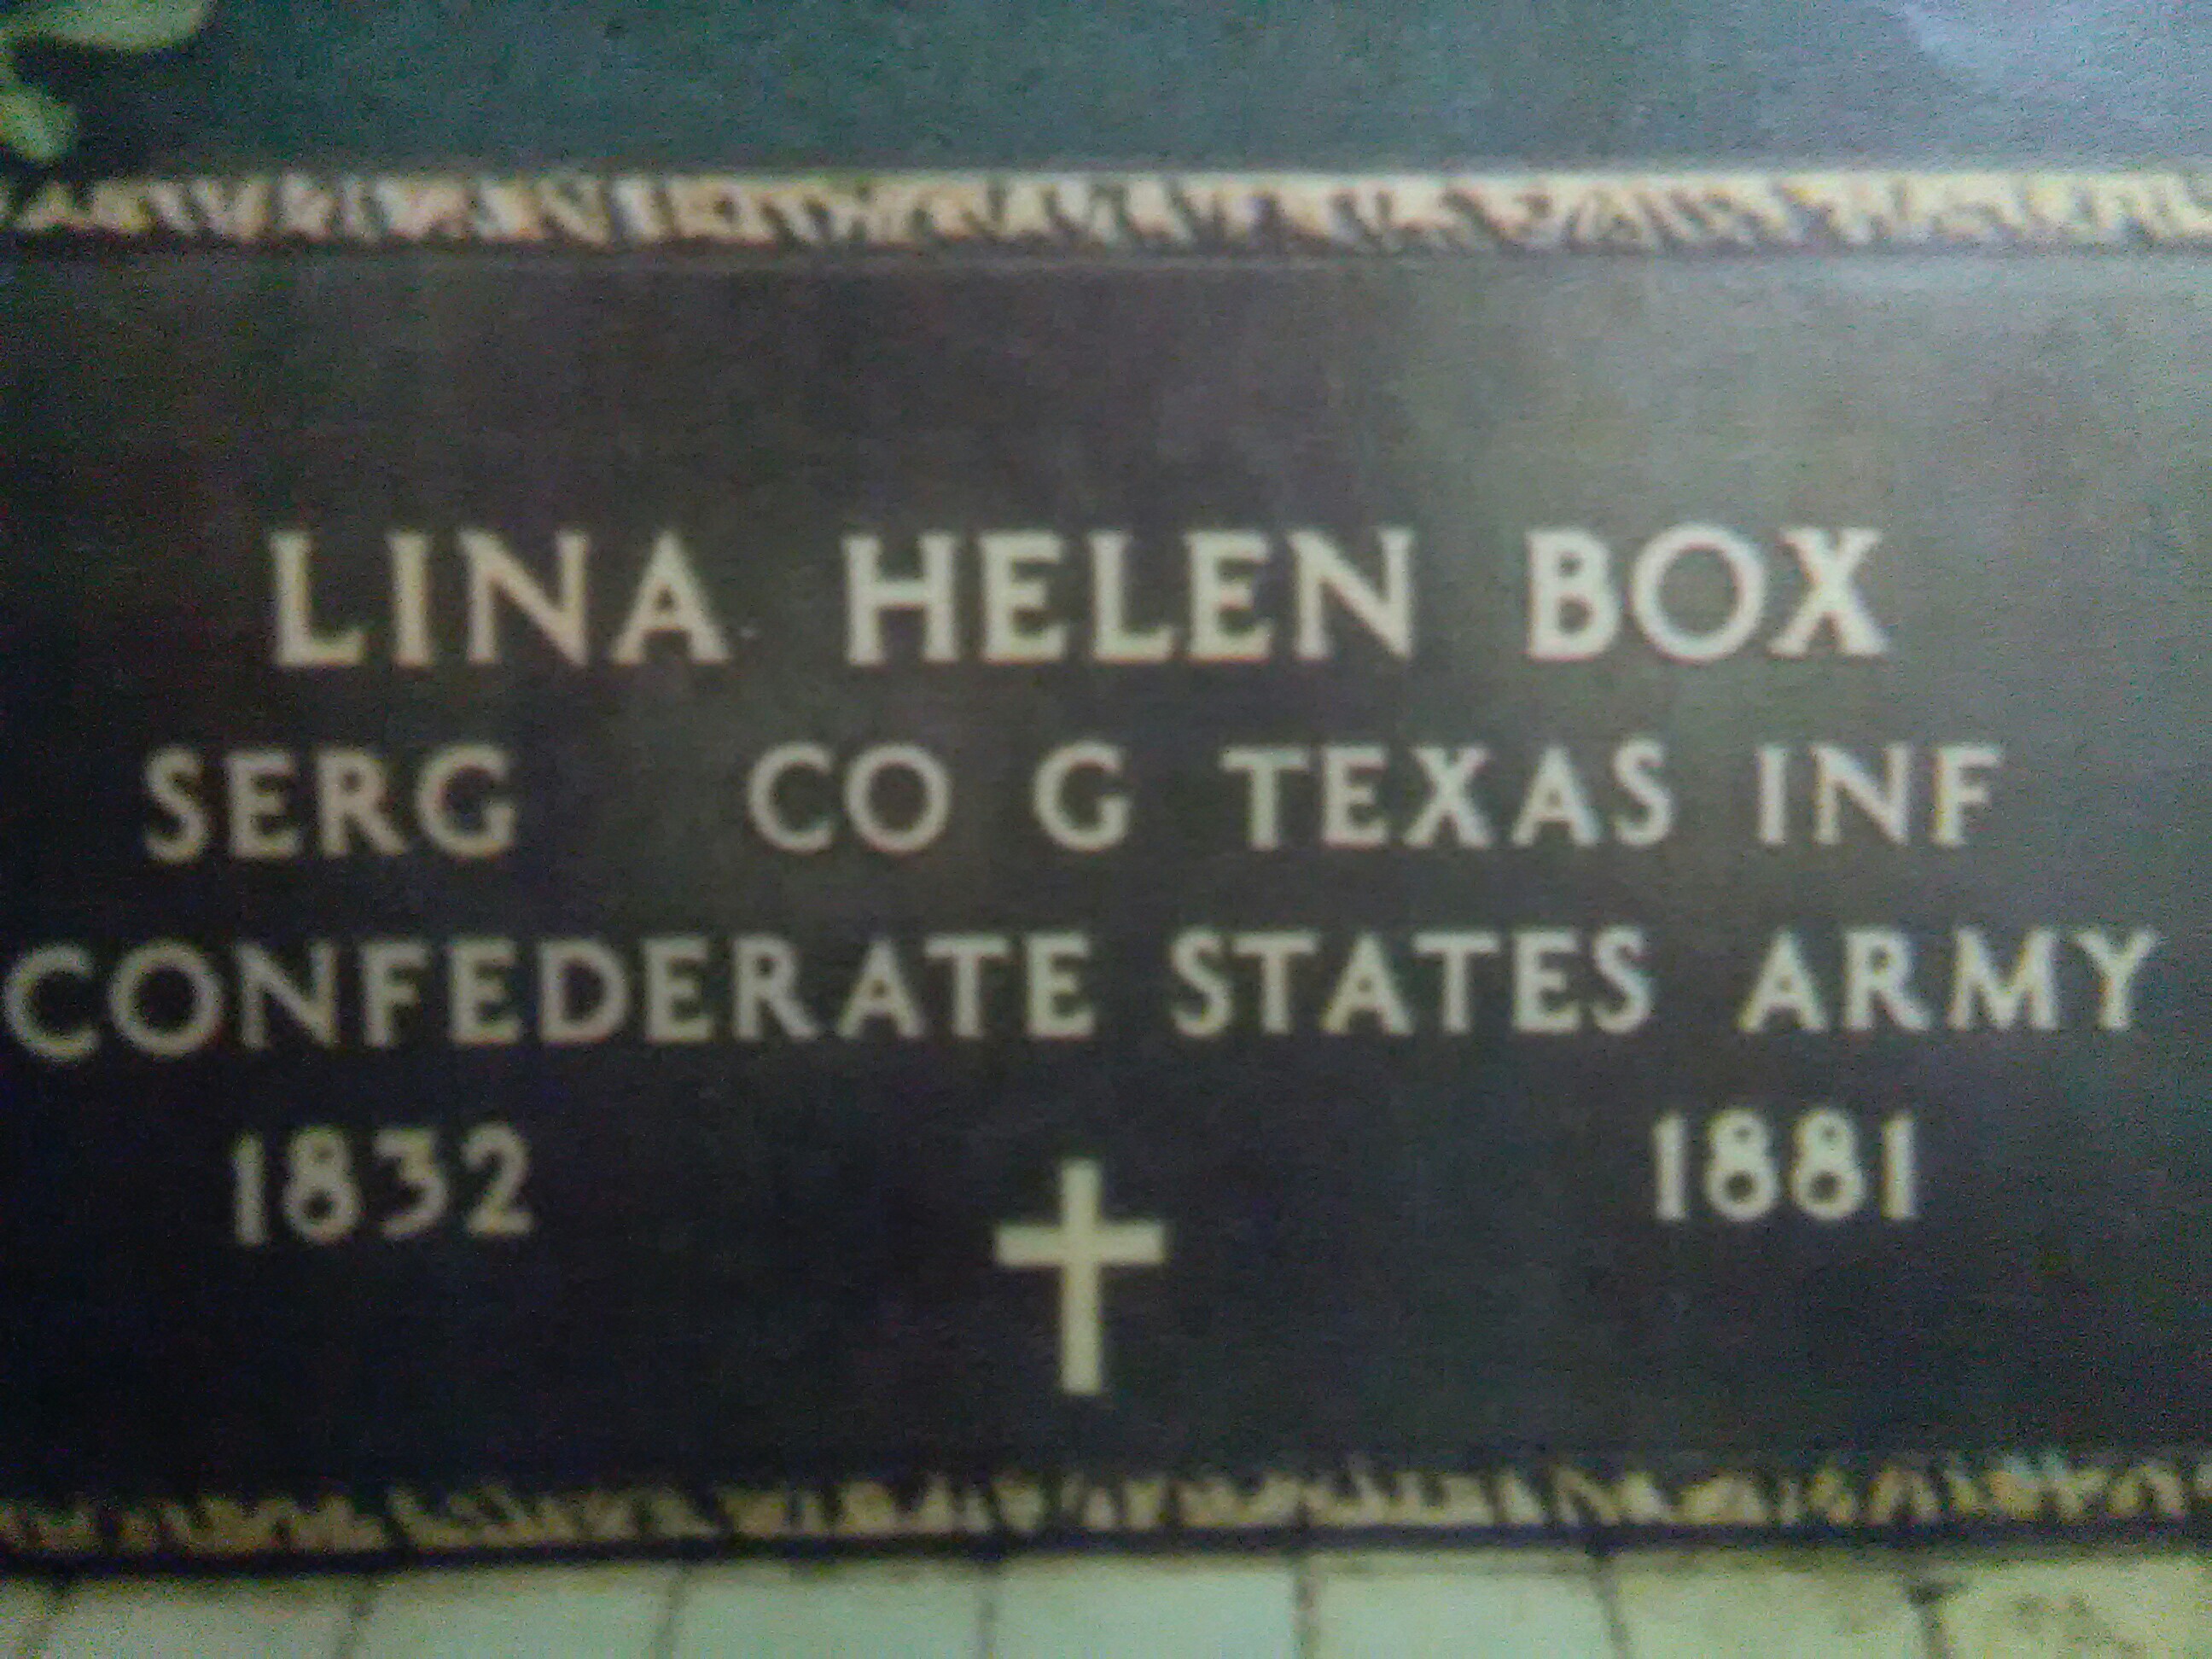 LINA HELEN BOX
SERG CO G TEXAS INF
CONFEDERATE STATES ARMY
1832 1881